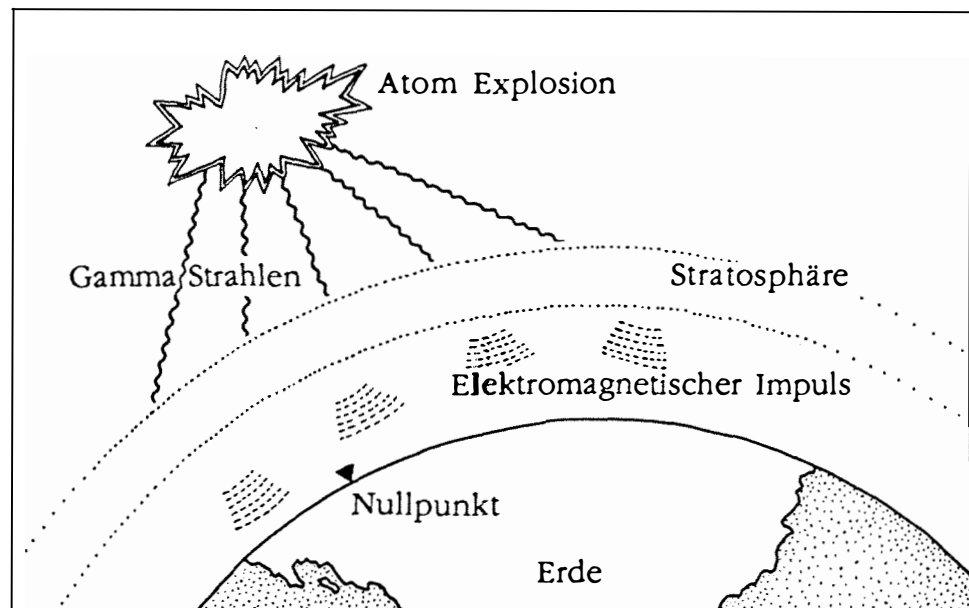 Atom Explosion
Gamma Strahlen
Stratosphäre
Elektromagnetischer Impuls
Nullpunkt
Erde